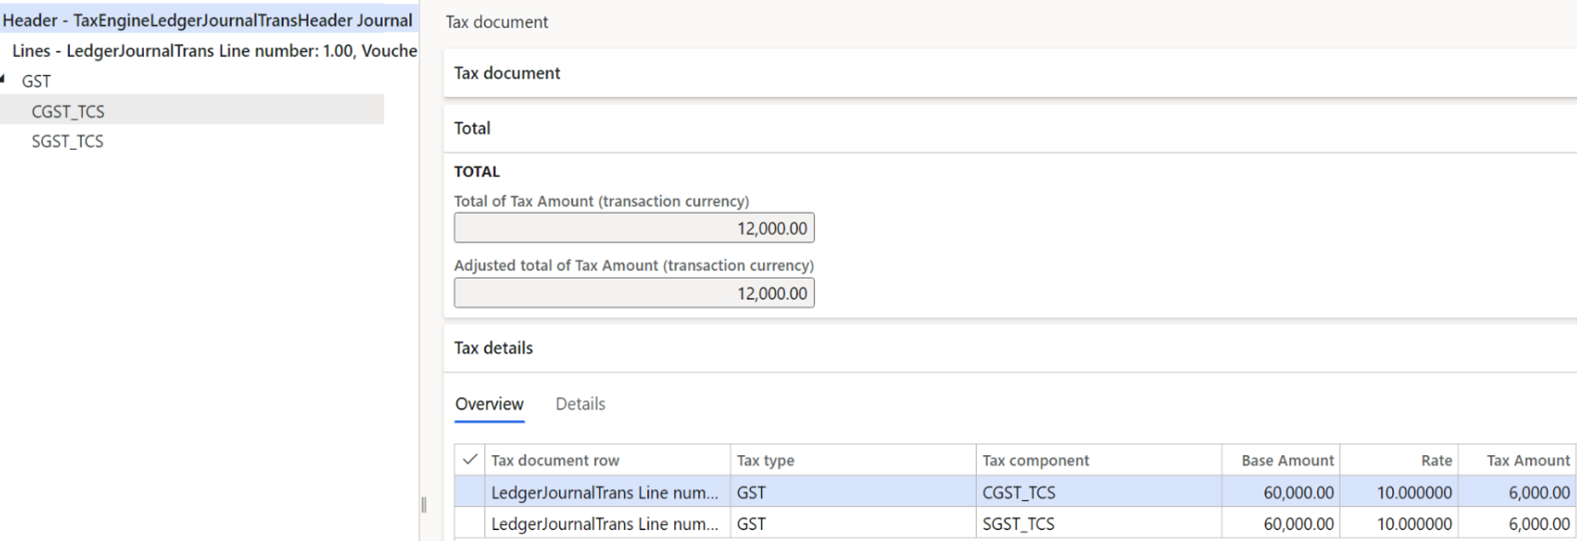 Header - TaxEngineLedgerJournalTransHeader Journal
Lines - LedgerJournalTrans Line number: 1.00, Vouche
GST
CGST_TCS
SGST_TCS
Tax document
Tax document
Total
TOTAL
Total of Tax Amount (transaction currency)
12,000.00
Adjusted total of Tax Amount (transaction currency)
12,000.00
Tax details
Overview Details
Tax document row Tax type Tax component Base Amount Rate Tax Amount
LedgerJournalTrans Line num... GST CGST_TCS 60,000.00 10.000000 6,000.00
LedgerJournalTrans Line num... GST SGST_TCS 60,000.00 10.000000 6,000.00